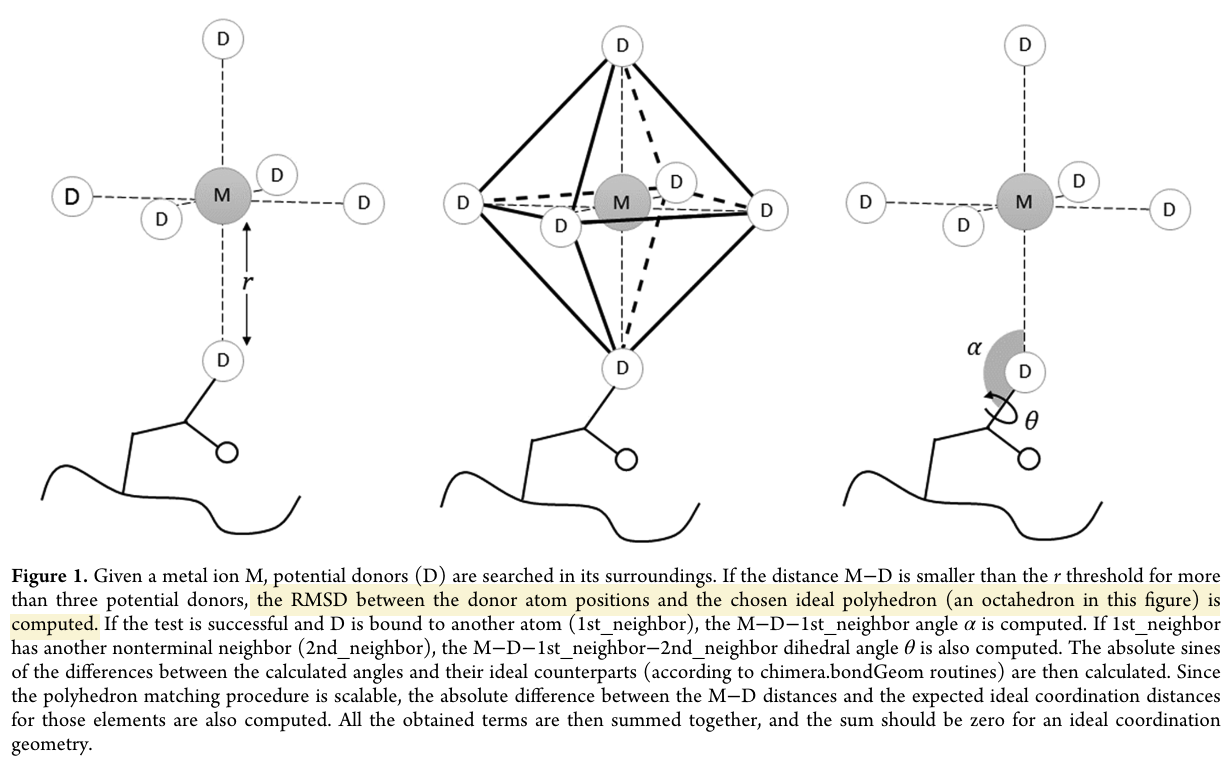 D
D
D
M
D
D
r
D
D
D
D
M
D
D
D
D
D
D
M
D
D
α
D
θ
Figure 1. Given a metal ion M, potential donors (D) are searched in its surroundings. If the distance M−D is smaller than the r threshold for more
than three potential donors, the RMSD between the donor atom positions and the chosen ideal polyhedron (an octahedron in this figure) is
computed. If the test is successful and D is bound to another atom (1st_neighbor), the M−D−1st_neighbor angle α is computed. If 1st_neighbor
has another nonterminal neighbor (2nd_neighbor), the M−D−1st_neighbor−2nd_neighbor dihedral angle θ is also computed. The absolute sines
of the differences between the calculated angles and their ideal counterparts (according to chimera.bondGeom routines) are then calculated. Since
the polyhedron matching procedure is scalable, the absolute difference between the M−D distances and the expected ideal coordination distances
for those elements are also computed. All the obtained terms are then summed together, and the sum should be zero for an ideal coordination
geometry.